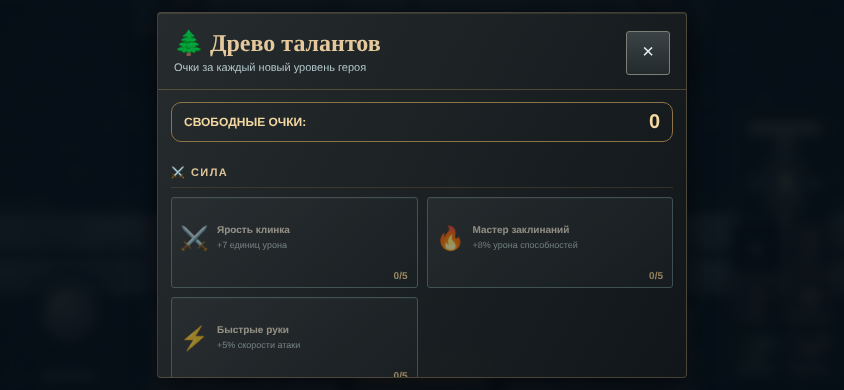 Древо талантов
Очки за каждый новый уровень героя
×
СВОБОДНЫЕ ОЧКИ: 0
СИЛА
Ярость клинка
+7 единиц урона
0/5
Мастер заклинаний
+8% урона способностей
0/5
Быстрые руки
+5% скорости атаки
0/5